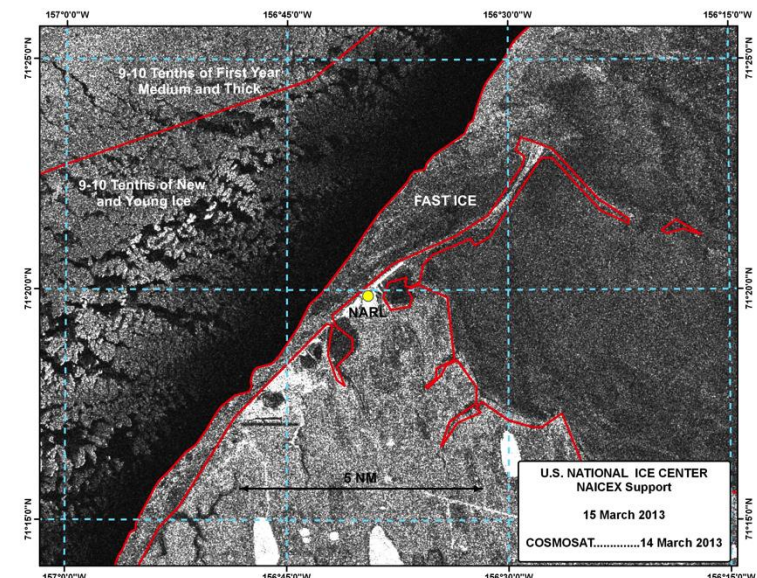 157°0'0"W
156°45'0"W
156°30'0"W
156°15'0"W
71°25'0"N
71°25'0"N
9-10 Tenths of First Year
Medium and Thick
9-10 Tenths of New
and Young Ice
FAST ICE
71°20'0"N
71°20'0"N
NARL
5 NM
71°15'0"N
71°15'0"N
U.S. NATIONAL ICE CENTER
NAICEX Support
15 March 2013
COSMOSAT.............14 March 2013
157°0'0"W
156°45'0"W
156°30'0"W
156°15'0"W